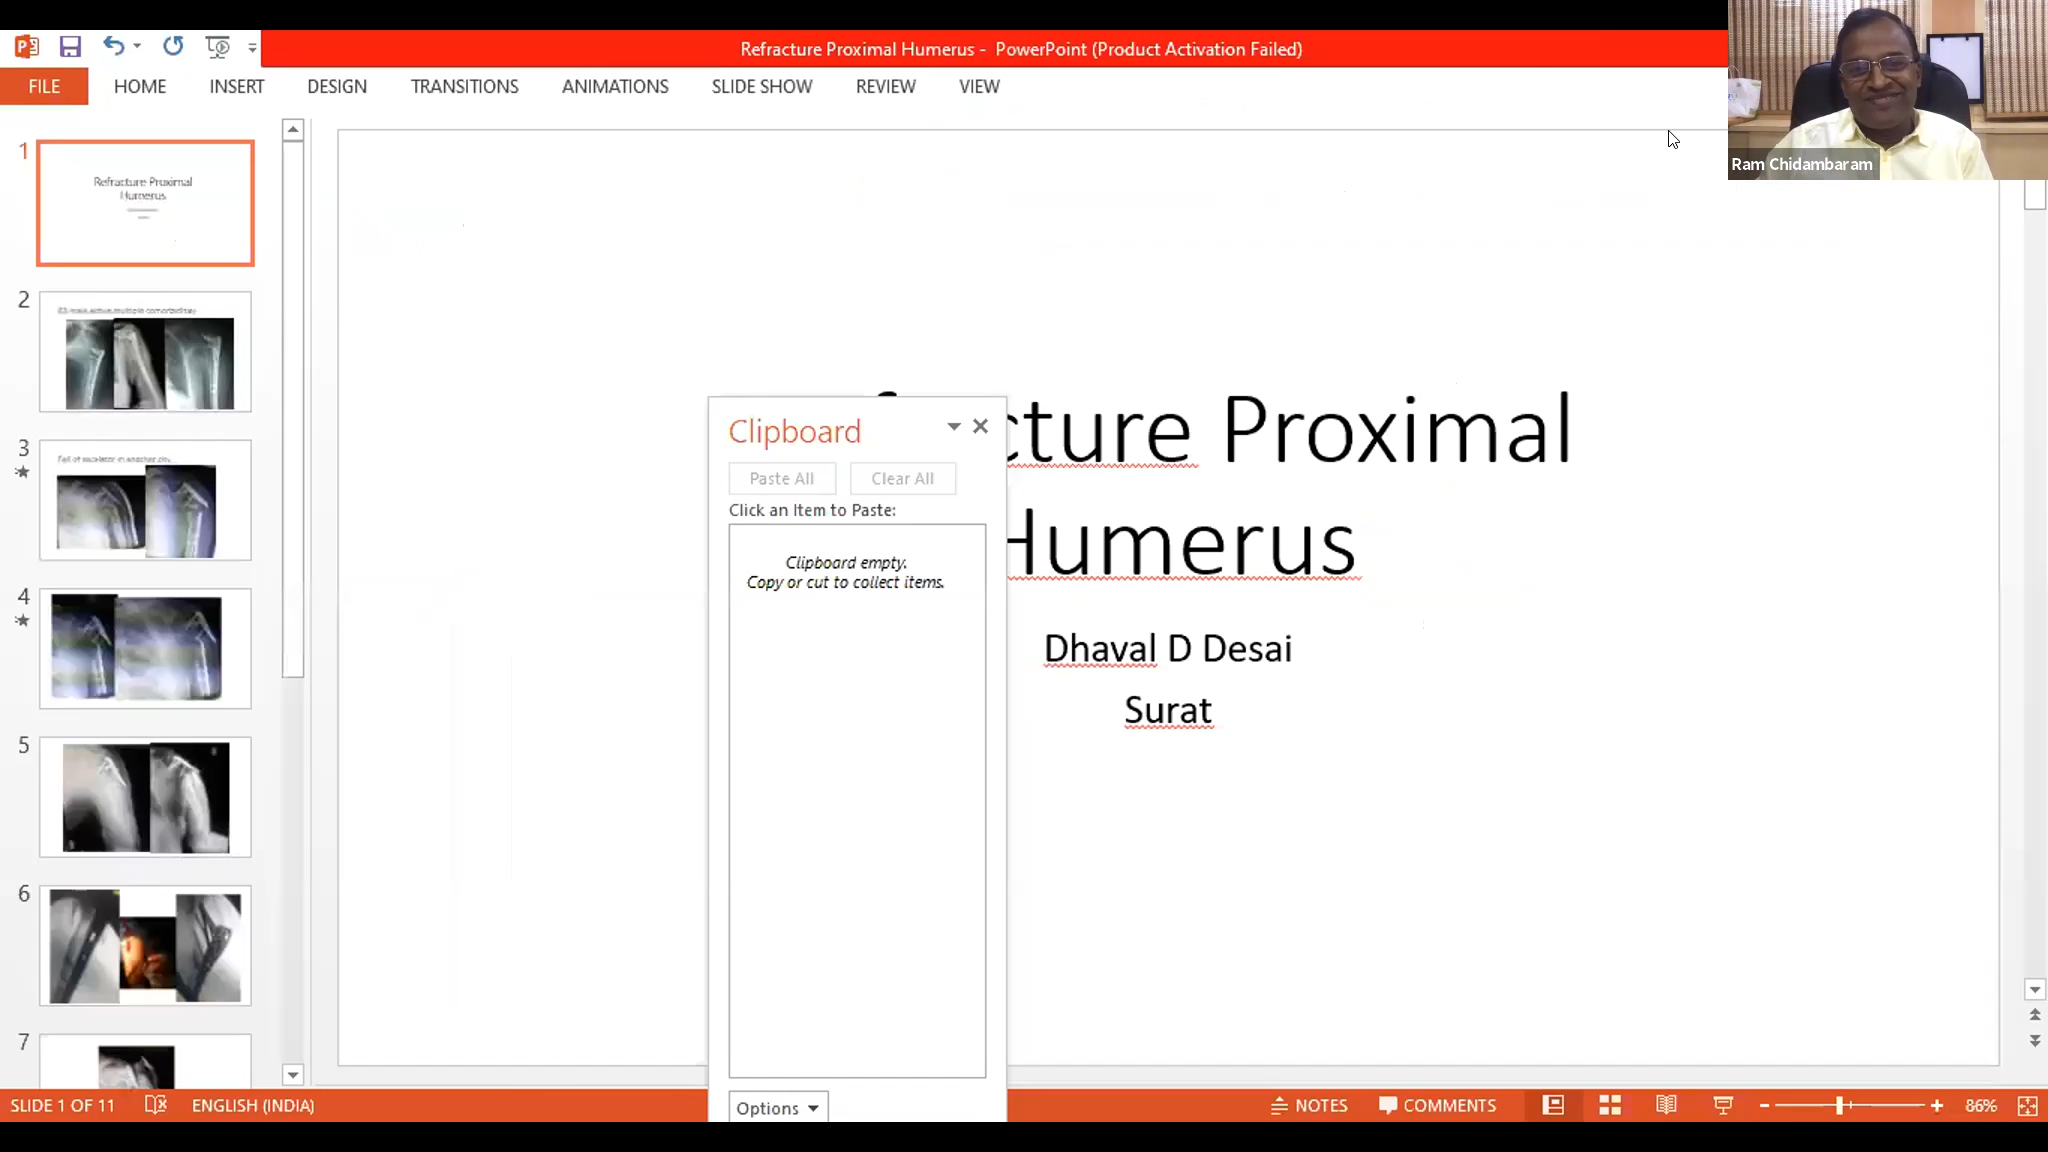 Refracture Proximal Humerus - PowerPoint (Product Activation Failed)
FILE HOME INSERT DESIGN TRANSITIONS ANIMATIONS SLIDE SHOW REVIEW VIEW
Ram Chidambaram
1
Refracture Proximal
Humerus
2
3
4
5
6
7
cture Proximal
Humerus
Dhaval D Desai
Surat
Clipboard
Paste All Clear All
Click an Item to Paste:
Clipboard empty.
Copy or cut to collect items.
Options
SLIDE 1 OF 11 ENGLISH (INDIA) NOTES COMMENTS 86%